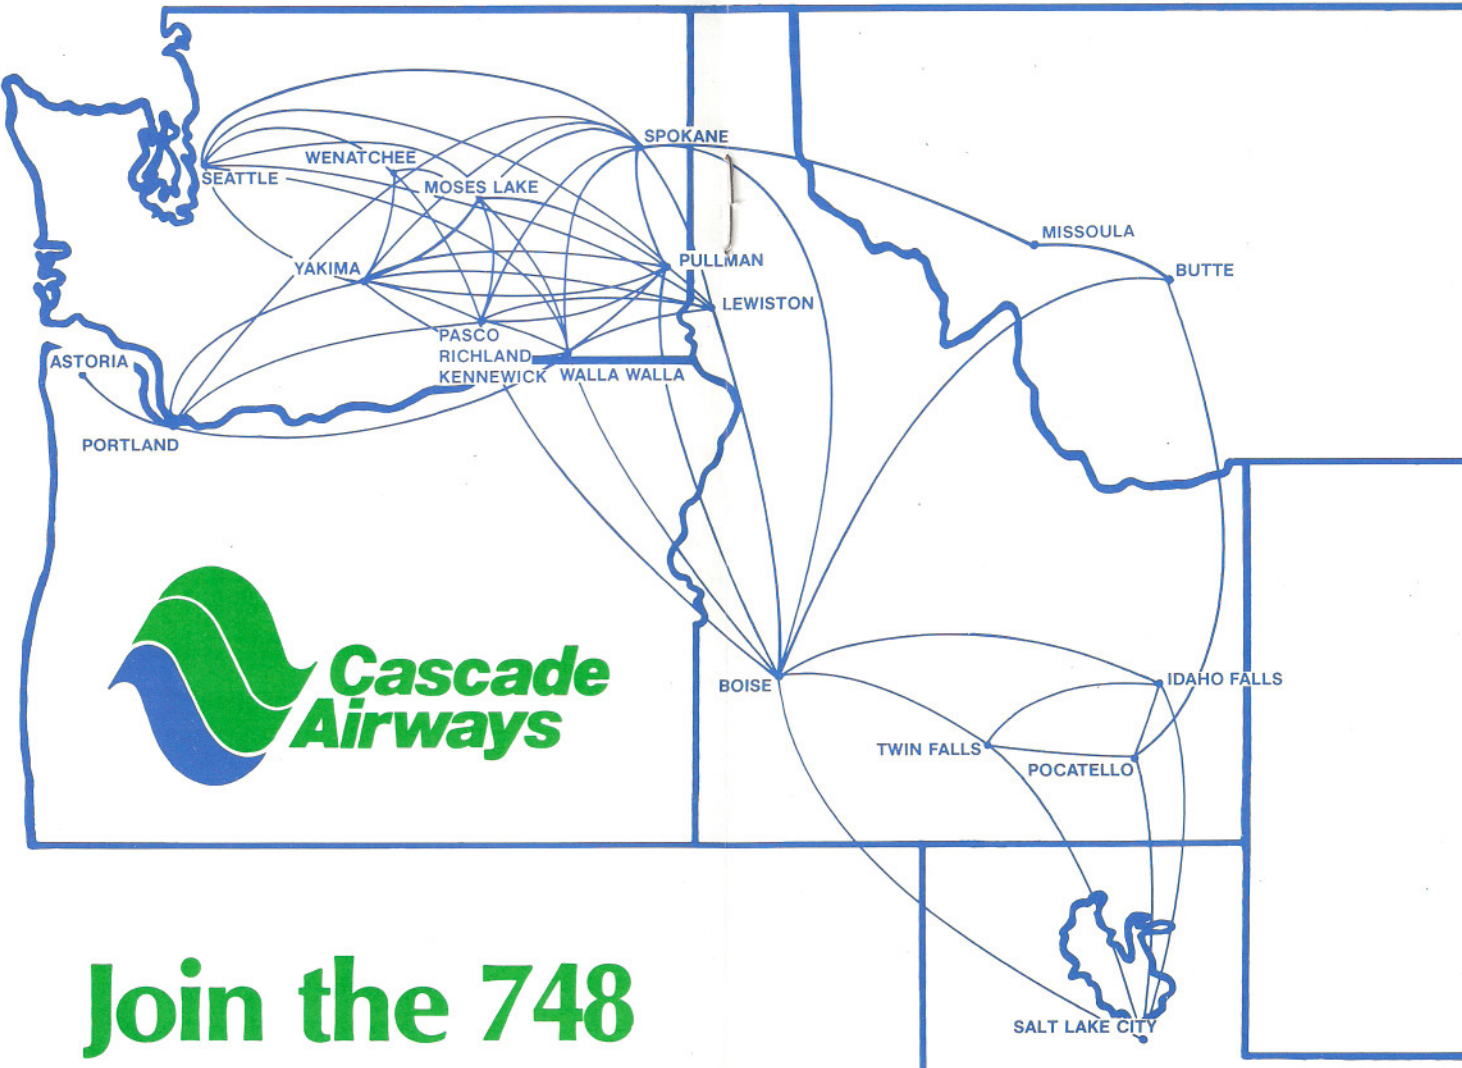 SPOKANE
WENATCHEE
SEATTLE
MOSES LAKE
MISSOULA
PULLMAN
YAKIMA
BUTTE
LEWISTON
PASCO
RICHLAND
KENNEWICK
WALLA WALLA
ASTORIA
PORTLAND
Cascade
Airways
BOISE
IDAHO FALLS
TWIN FALLS
POCATELLO
Join the 748
SALT LAKE CITY